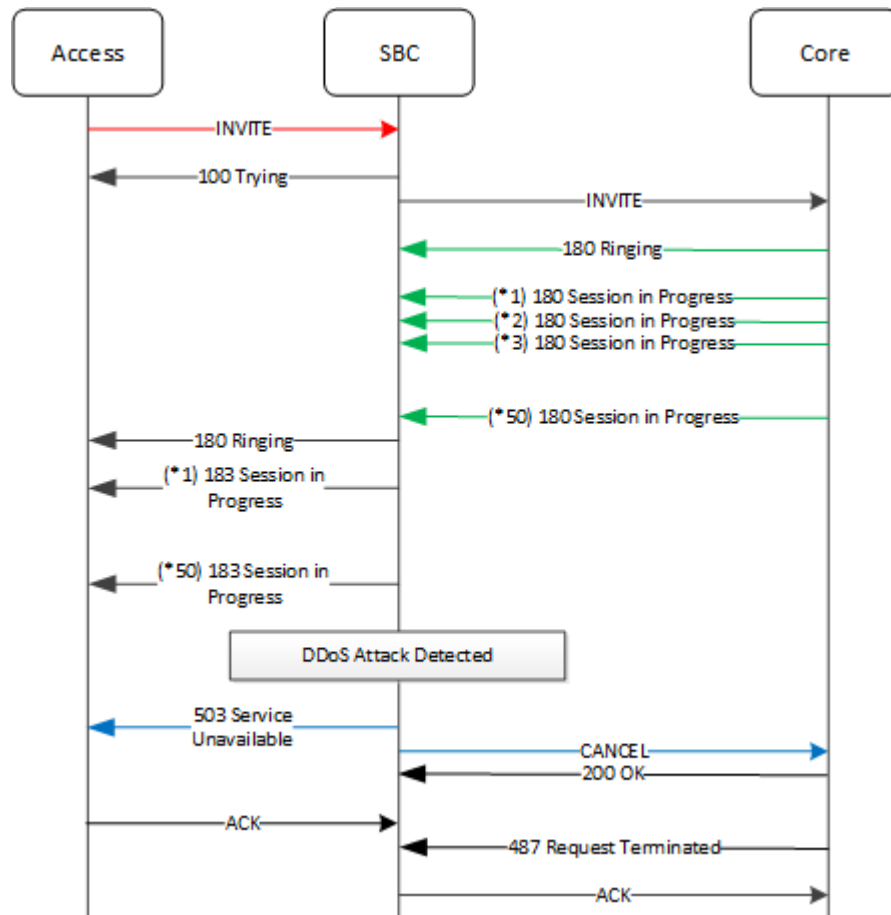 Access
SBC
Core
INVITE
100 Trying
INVITE
180 Ringing
(*1) 180 Session in Progress
(*2) 180 Session in Progress
(*3) 180 Session in Progress
(*50) 180 Session in Progress
180 Ringing
(*1) 183 Session in
Progress
(*50) 183 Session in
Progress
DDoS Attack Detected
503 Service
Unavailable
CANCEL
200 OK
ACK
487 Request Terminated
ACK